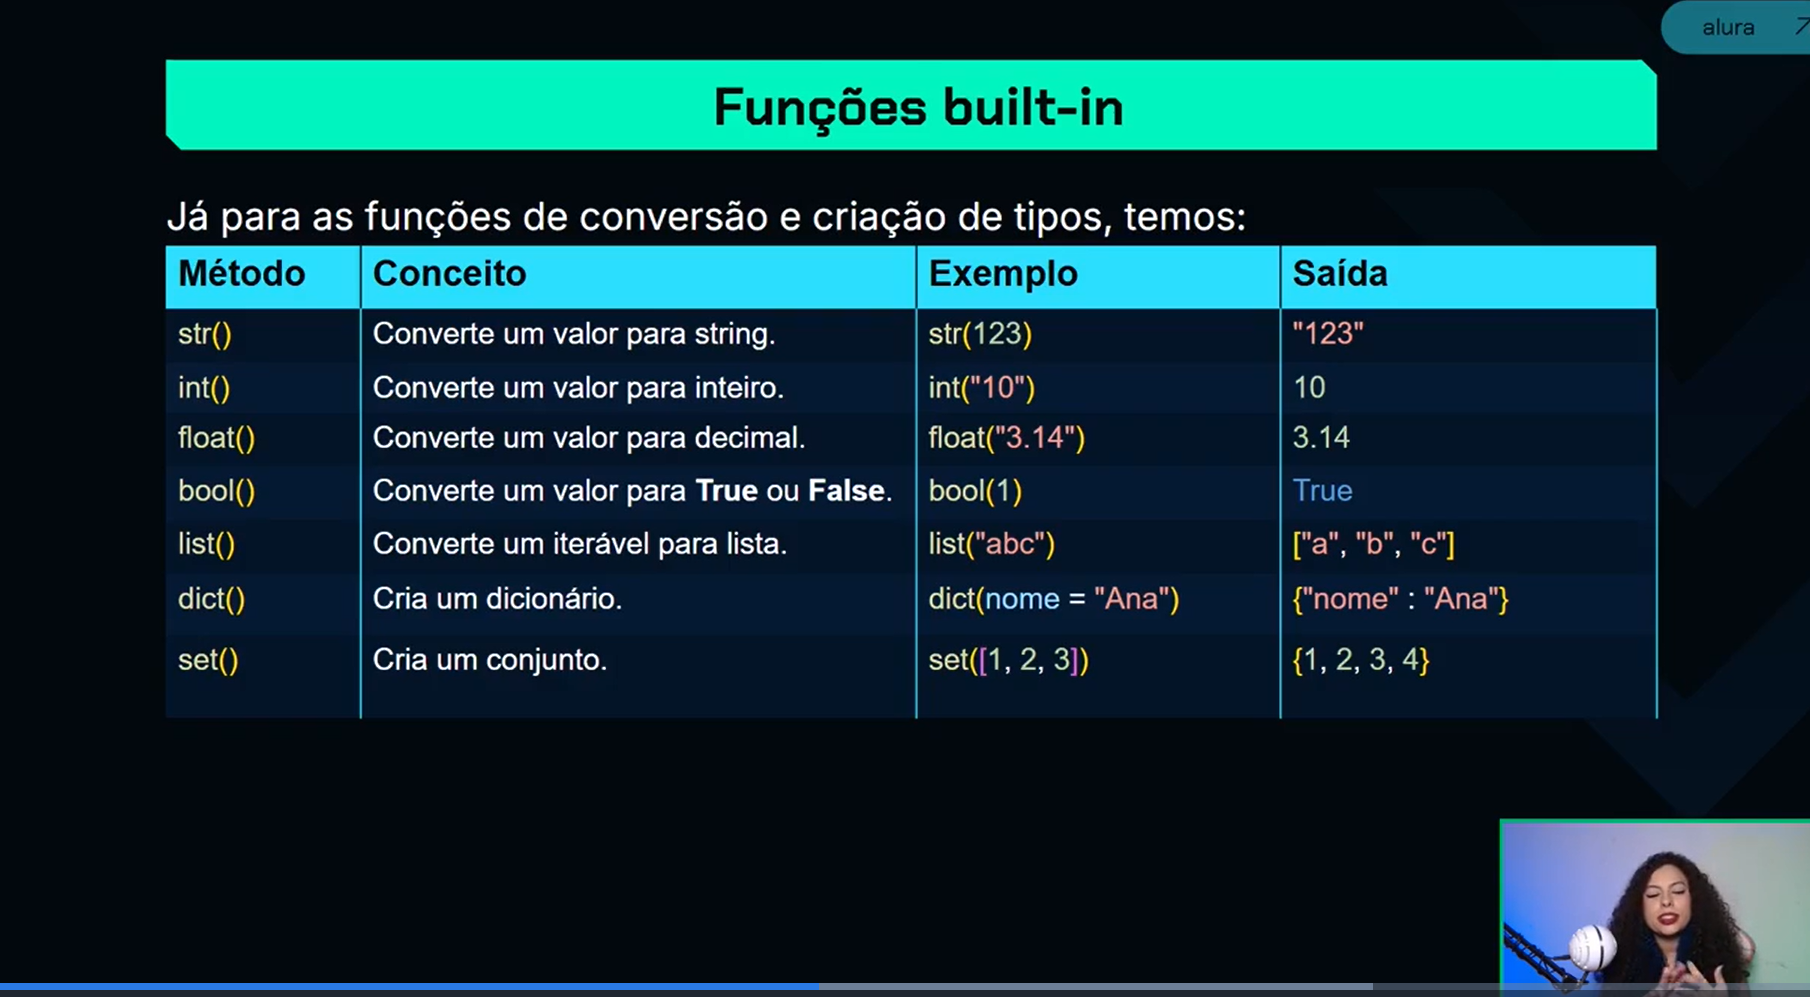 alura
Funções built-in
Já para as funções de conversão e criação de tipos, temos:
Método Conceito Exemplo Saída
str() Converte um valor para string. str(123) "123"
int() Converte um valor para inteiro. int("10") 10
float() Converte um valor para decimal. float("3.14") 3.14
bool() Converte um valor para True ou False. bool(1) True
list() Converte um iterável para lista. list("abc") ["a", "b", "c"]
dict() Cria um dicionário. dict(nome = "Ana") {"nome" : "Ana"}
set() Cria um conjunto. set([1, 2, 3]) {1, 2, 3, 4}